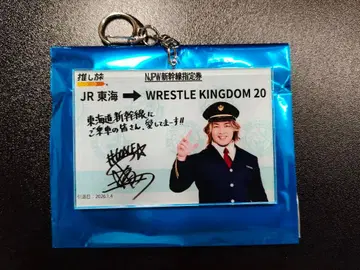 推し旅
NJPW新幹線指定券
JR 東海 → WRESTLE KINGDOM 20
東海道新幹線に
ご乗車の皆さん、愛してまーす!!